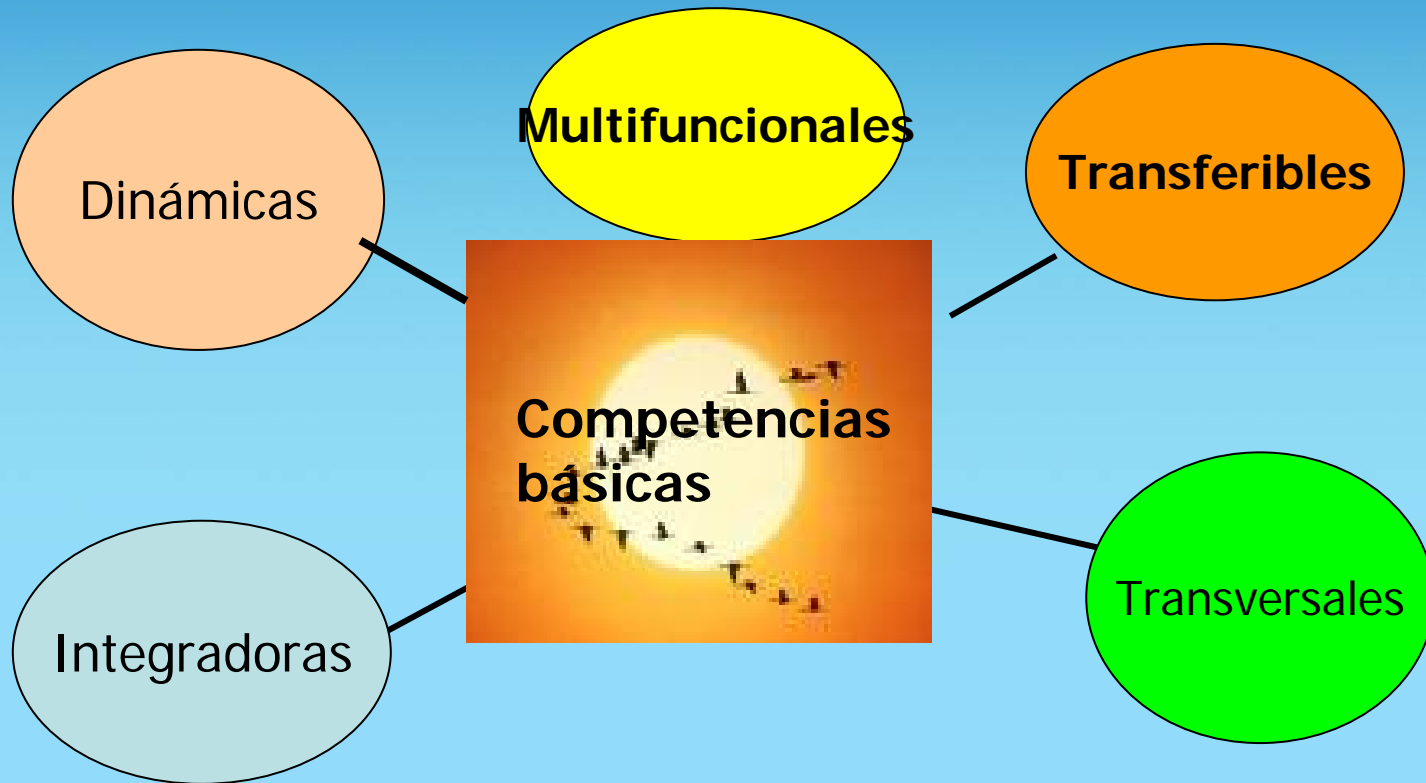 Multifuncionales
Dinámicas
Transferibles
Competencias
básicas
Transversales
Integradoras